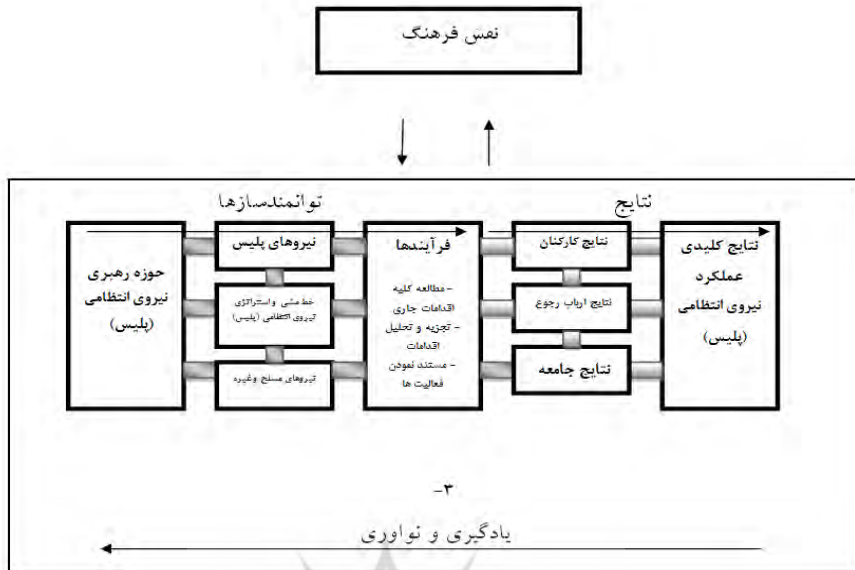 نقش فرهنگ
توانمندسازها
نتایج
حوزه رهبری
نیروی انتظامی
(پلیس)
نیروهای پلیس
خط مشی و استراتژی
نیروی انتظامی (پلیس)
نیروهای مسلح وغیره
فرآیندها
- مطالعه کلیه
اقدامات جاری
- تجزیه و تحلیل
اقدامات
- مستند نمودن
فعالیت ها
نتایج کارکنان
نتایج ارباب رجوع
نتایج جامعه
نتایج کلیدی
عملکرد
نیروی انتظامی
(پلیس)
۳-
یادگیری و نوآوری